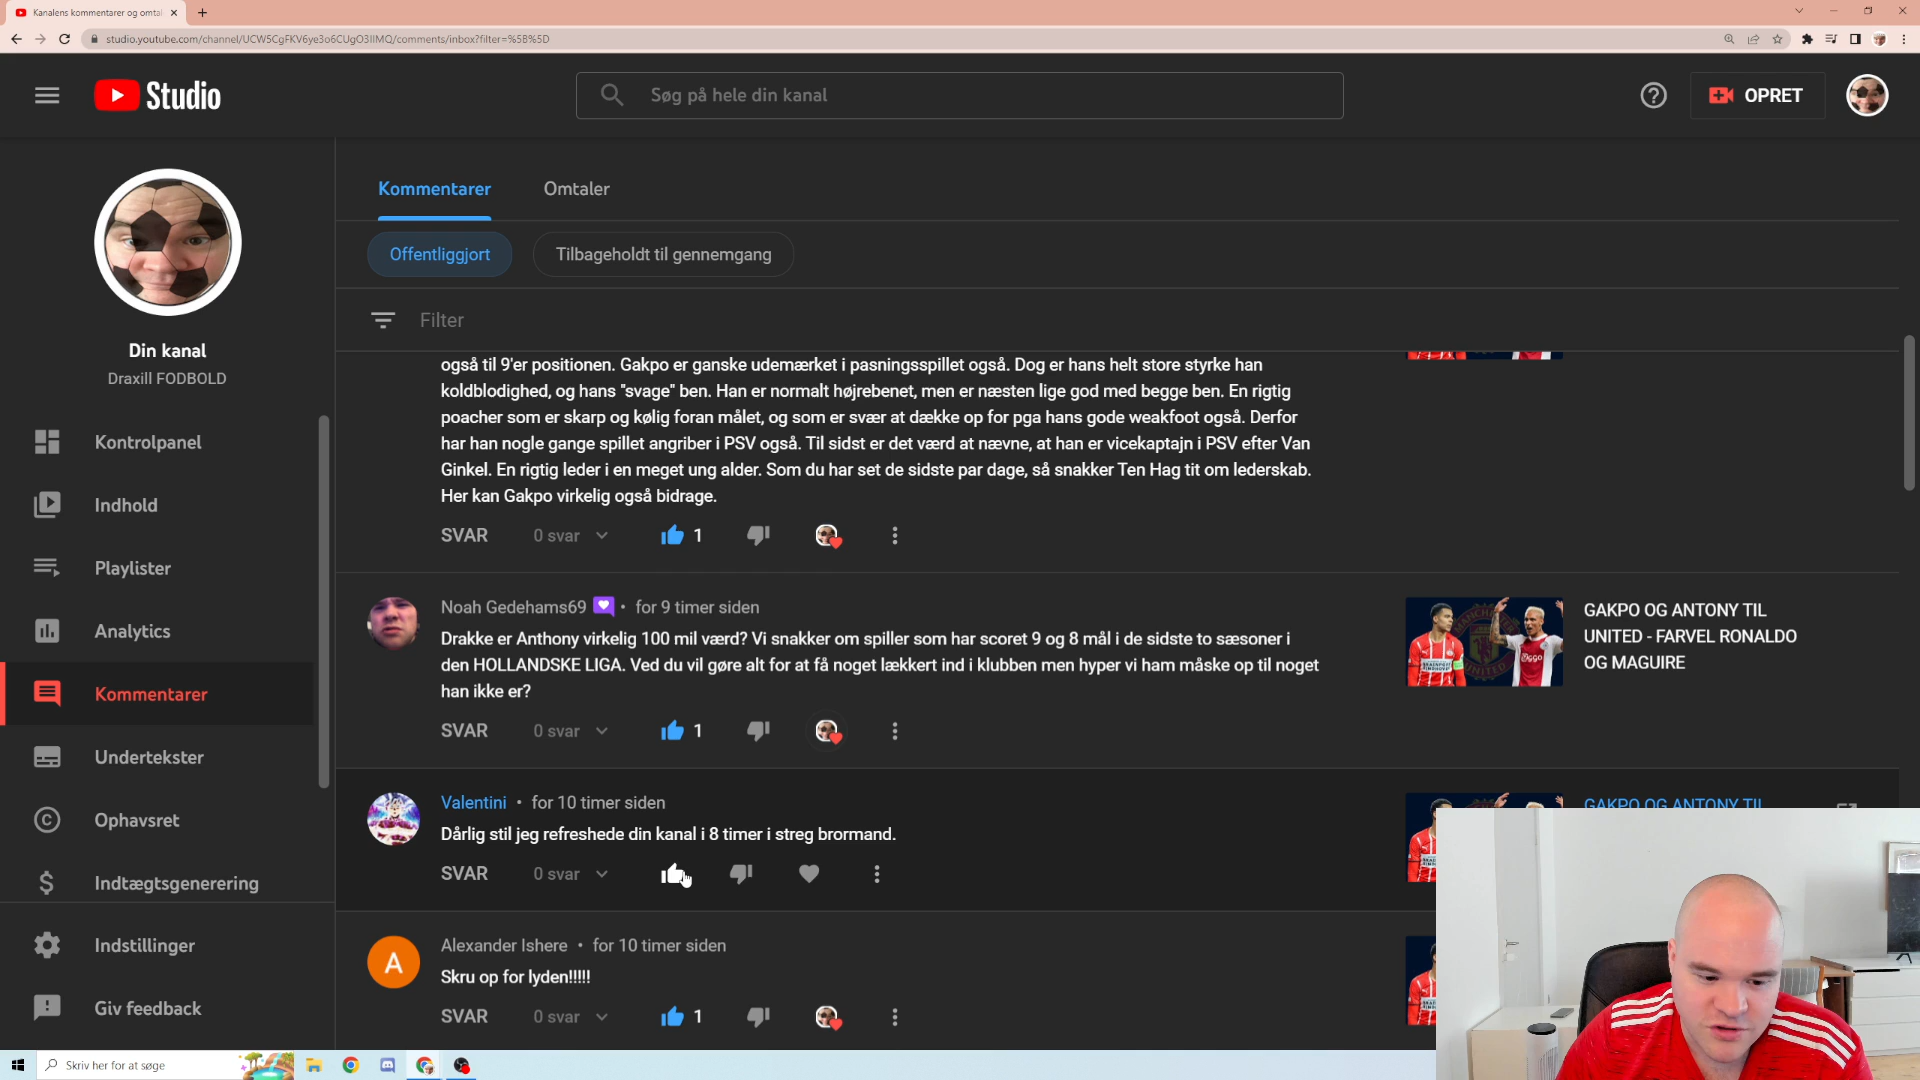 Kanalens kommentarer og omta
studio.youtube.com/channel/UCW5CgFKV6ye3o6CUgO3IIMQ/comments/inbox?filter=%5B%5D
Studio
Søg på hele din kanal
OPRET
Din kanal
Draxill FODBOLD
Kontrolpanel
Indhold
Playlister
Analytics
Kommentarer
Undertekster
Ophavsret
Indtægtsgenerering
Indstillinger
Giv feedback
Kommentarer
Omtaler
Offentliggjort
Tilbageholdt til gennemgang
Filter
også til 9'er positionen. Gakpo er ganske udemærket i pasningsspillet også. Dog er hans helt store styrke han
koldblodighed, og hans "svage" ben. Han er normalt højrebenet, men er næsten lige god med begge ben. En rigtig
poacher som er skarp og kølig foran målet, og som er svær at dække op for pga hans gode weakfoot også. Derfor
har han nogle gange spillet angriber i PSV også. Til sidst er det værd at nævne, at han er vicekaptajn i PSV efter Van
Ginkel. En rigtig leder i en meget ung alder. Som du har set de sidste par dage, så snakker Ten Hag tit om lederskab.
Her kan Gakpo virkelig også bidrage.
SVAR 0 svar 1
Noah Gedehams69 • for 9 timer siden
Drakke er Anthony virkelig 100 mil værd? Vi snakker om spiller som har scoret 9 og 8 mål i de sidste to sæsoner i
den HOLLANDSKE LIGA. Ved du vil gøre alt for at få noget lækkert ind i klubben men hyper vi ham måske op til noget
han ikke er?
SVAR 0 svar 1
GAKPO OG ANTONY TIL
UNITED - FARVEL RONALDO
OG MAGUIRE
Valentini • for 10 timer siden
Dårlig stil jeg refreshede din kanal i 8 timer i streg brormand.
SVAR 0 svar
GAKPO OG ANTONY TIL
Alexander Ishere • for 10 timer siden
A
Skru op for lyden!!!!!
SVAR 0 svar 1
Skriv her for at søge